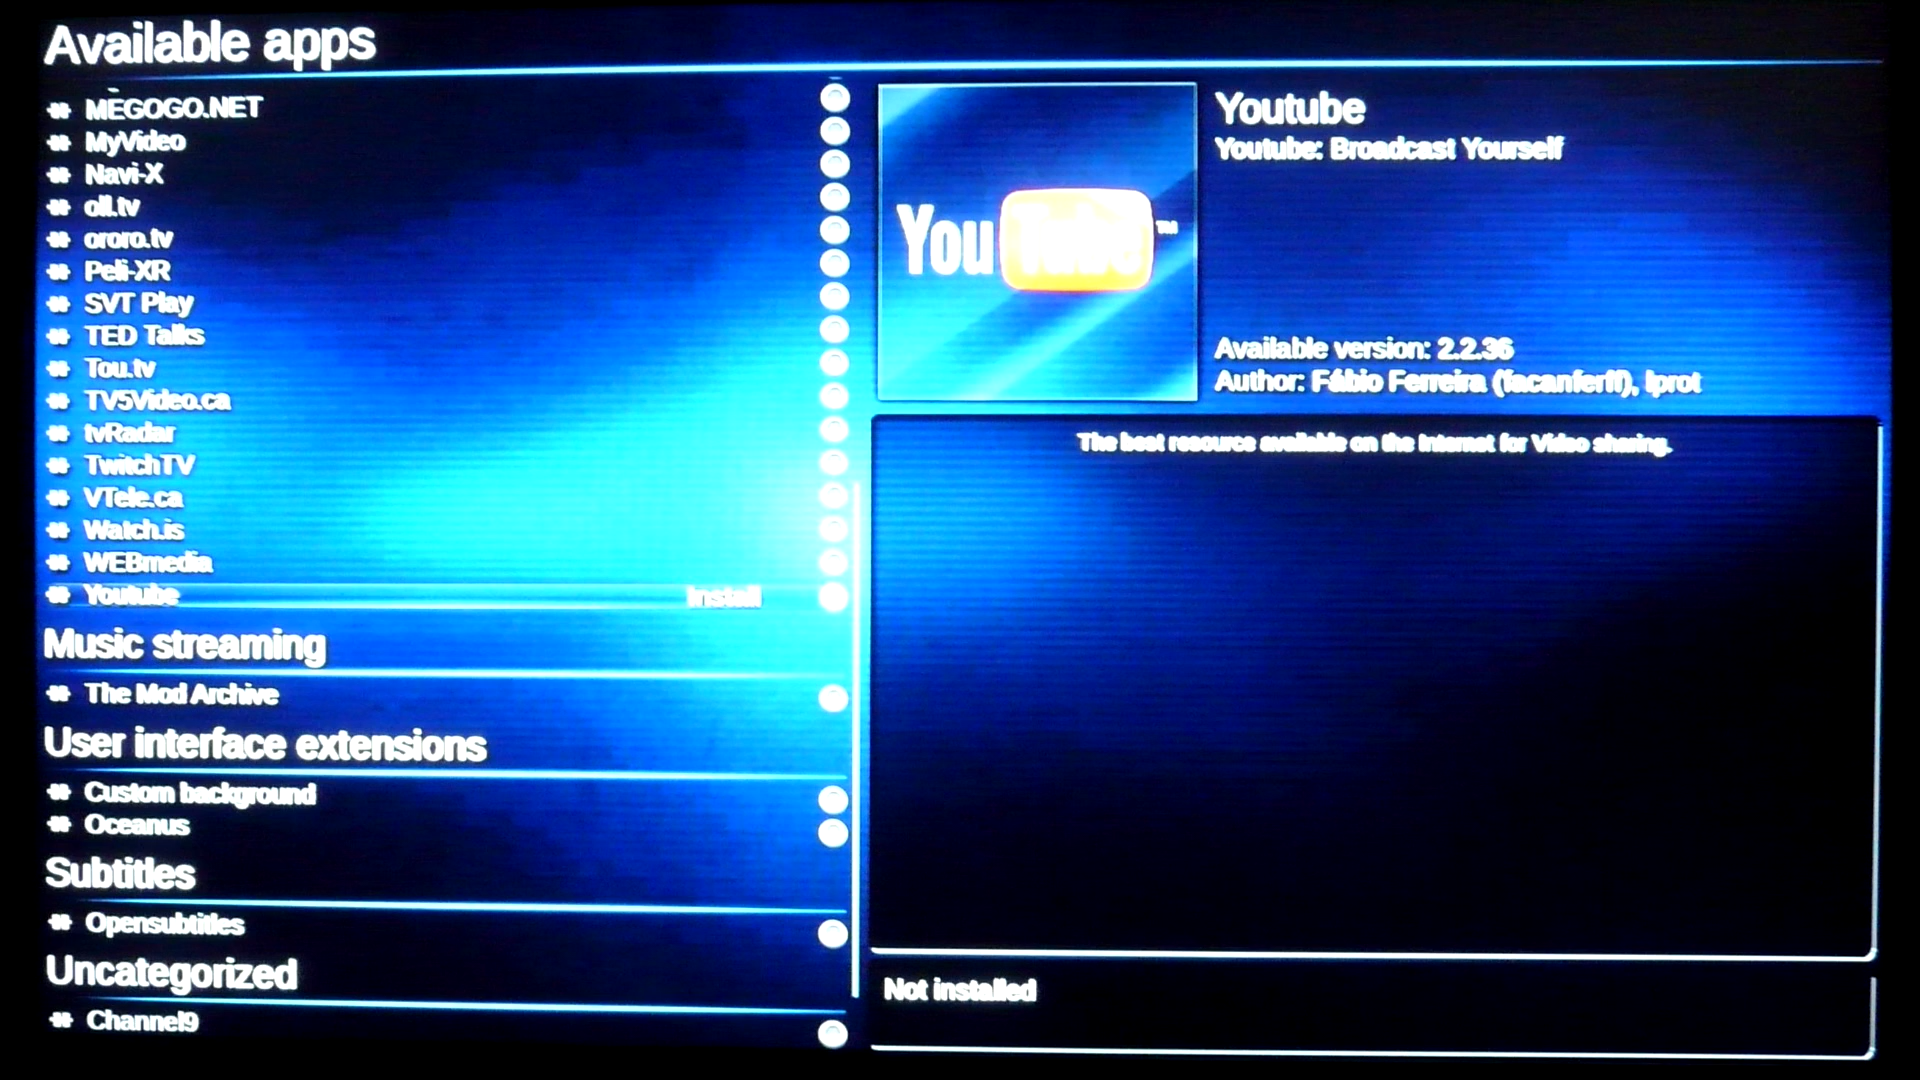 Available apps
MEGOGO.NET
MyVideo
Navi-X
oll.tv
ororo.tv
Peli-XR
SVT Play
TED Talks
Tou.tv
TV5Video.ca
tvRadar
TwitchTV
VTele.ca
Watch.is
WEBmedia
Youtube Install
Music streaming
The Mod Archive
User interface extensions
Custom background
Oceanus
Subtitles
Opensubtitles
Uncategorized
Channel9
You Tube ™
Youtube
Youtube: Broadcast Yourself
Available version: 2.2.36
Author: Fábio Ferreira (facanferff), lprot
The best resource available on the Internet for Video sharing.
Not installed